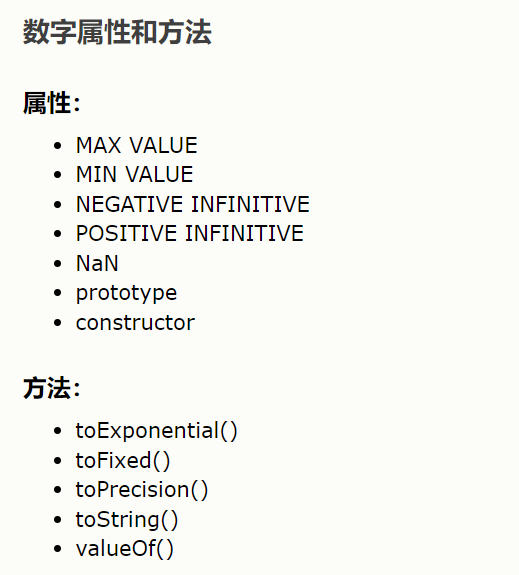 数字属性和方法
属性：
MAX VALUE
MIN VALUE
NEGATIVE INFINITIVE
POSITIVE INFINITIVE
NaN
prototype
constructor
方法：
toExponential()
toFixed()
toPrecision()
toString()
valueOf()